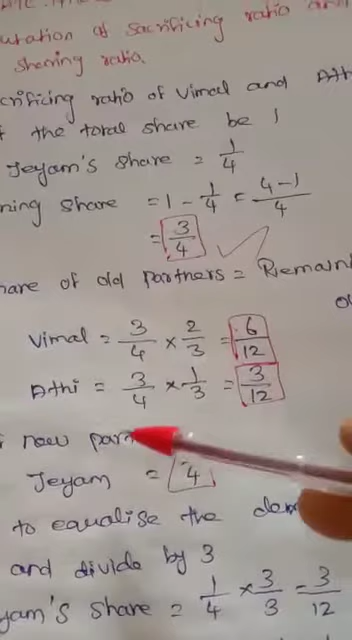 utation of sacrificing ratio and
sharing ratio.
crificing ratio of Vimal and Ath
the total share be 1
Jeyam's share = 1/4
ning share = 1 - 1/4 = 4-1/4
= 3/4
hare of old partners = Remain
Vimal = 3/4 × 2/3 = 6/12
Athi = 3/4 × 1/3 = 3/12
new par
Jeyam = 4
to equalise the den
and divide by 3
yam's share = 1/4 × 3/3 = 3/12